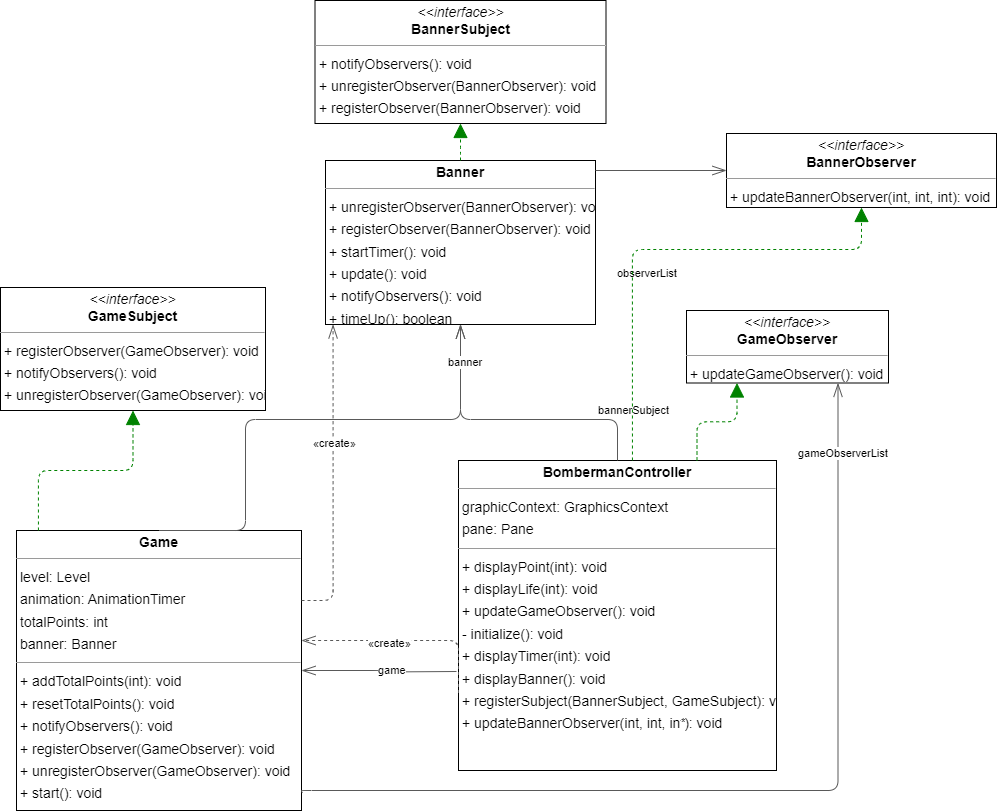 <<interface>>
BannerSubject
+ notifyObservers(): void
+ unregisterObserver(BannerObserver): void
+ registerObserver(BannerObserver): void
<<interface>>
BannerObserver
+ updateBannerObserver(int, int, int): void
Banner
+ unregisterObserver(BannerObserver): vo
+ registerObserver(BannerObserver): void
+ startTimer(): void
+ update(): void
+ notifyObservers(): void
+ timeUp(): boolean
observerList
<<interface>>
GameSubject
+ registerObserver(GameObserver): void
+ notifyObservers(): void
+ unregisterObserver(GameObserver): voi
<<interface>>
GameObserver
+ updateGameObserver(): void
banner
bannerSubject
«create»
gameObserverList
BombermanController
graphicContext: GraphicsContext
pane: Pane
+ displayPoint(int): void
+ displayLife(int): void
+ updateGameObserver(): void
- initialize(): void
+ displayTimer(int): void
+ displayBanner(): void
+ registerSubject(BannerSubject, GameSubject): v
+ updateBannerObserver(int, int, in*): void
Game
level: Level
animation: AnimationTimer
totalPoints: int
banner: Banner
+ addTotalPoints(int): void
+ resetTotalPoints(): void
+ notifyObservers(): void
+ registerObserver(GameObserver): void
+ unregisterObserver(GameObserver): void
+ start(): void
«create»
game